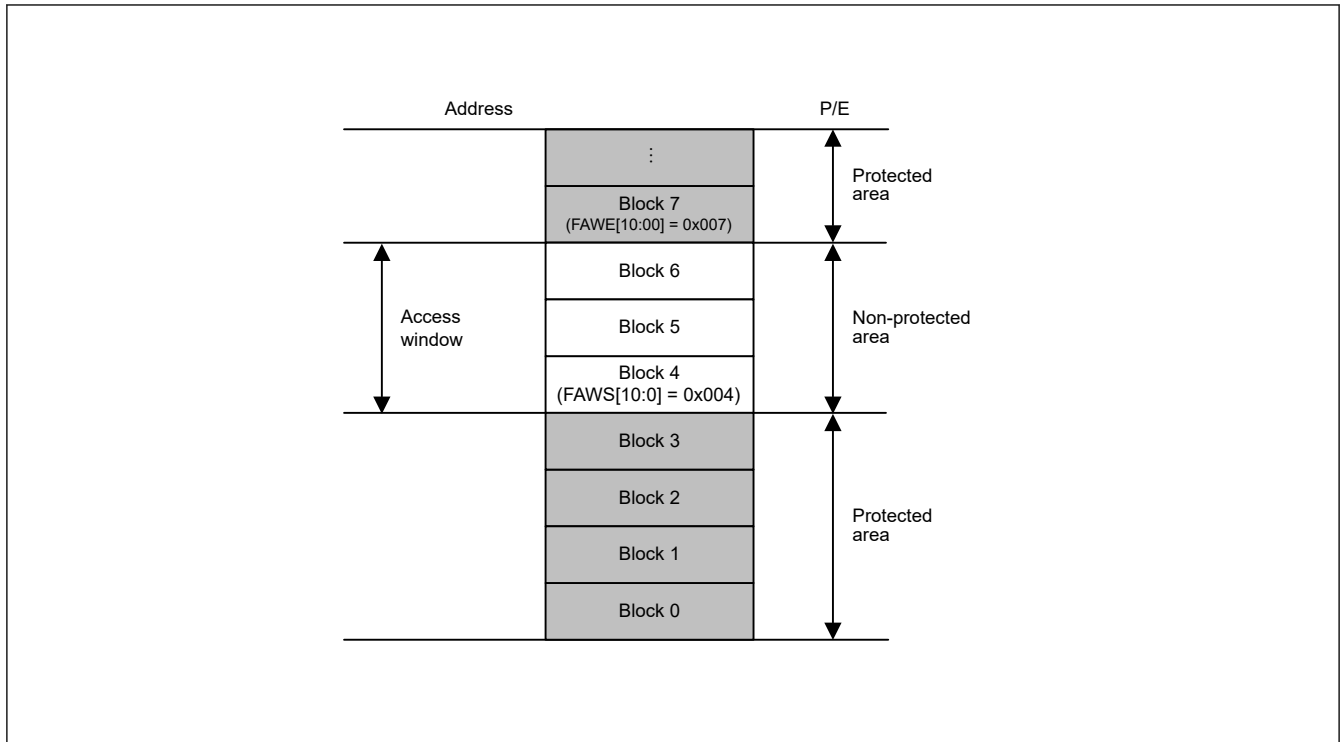 Address
P/E
⋮
Protected
area
Block 7
(FAWE[10:00] = 0x007)
Block 6
Access
window
Block 5
Non-protected
area
Block 4
(FAWS[10:0] = 0x004)
Block 3
Block 2
Protected
area
Block 1
Block 0